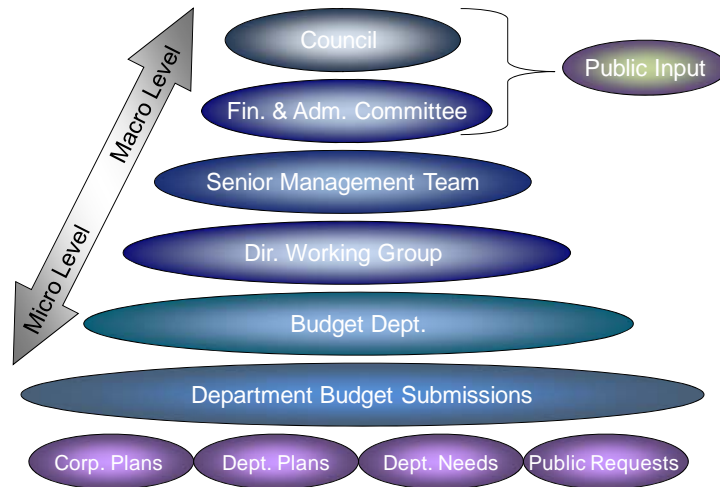 Council
Public Input
Fin. & Adm. Committee
Macro Level
Senior Management Team
Dir. Working Group
Micro Level
Budget Dept.
Department Budget Submissions
Corp. Plans
Dept. Plans
Dept. Needs
Public Requests